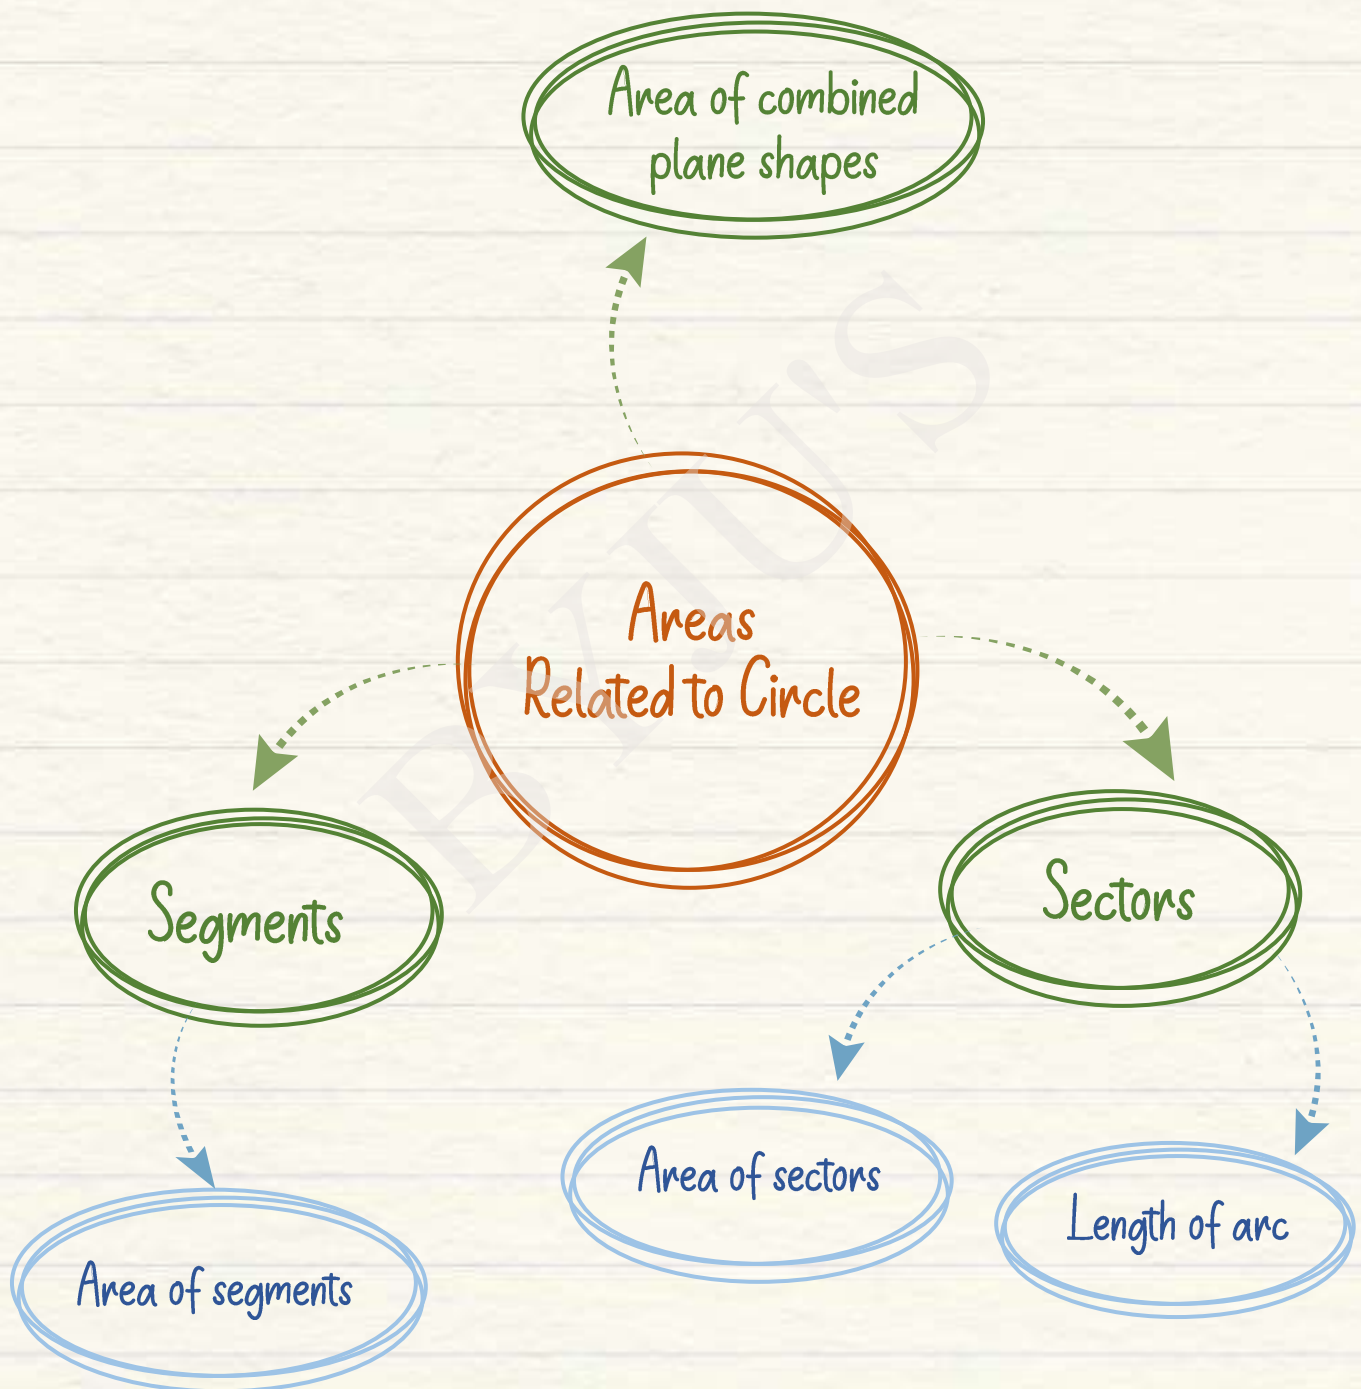 Area of combined
plane shapes
BYJU'S
Areas
Related to Circle
Segments
Sectors
Area of sectors
Length of arc
Area of segments